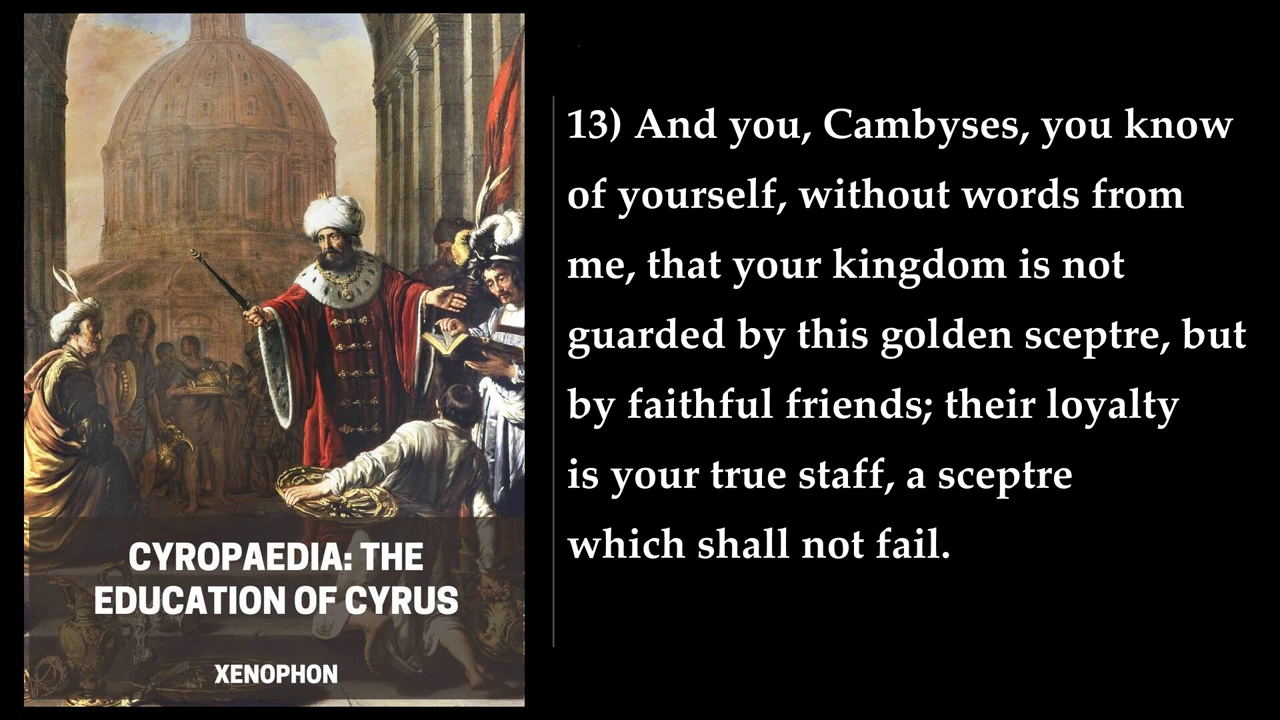 CYROPAEDIA: THE
EDUCATION OF CYRUS
XENOPHON
13) And you, Cambyses, you know
of yourself, without words from
me, that your kingdom is not
guarded by this golden sceptre, but
by faithful friends; their loyalty
is your true staff, a sceptre
which shall not fail.